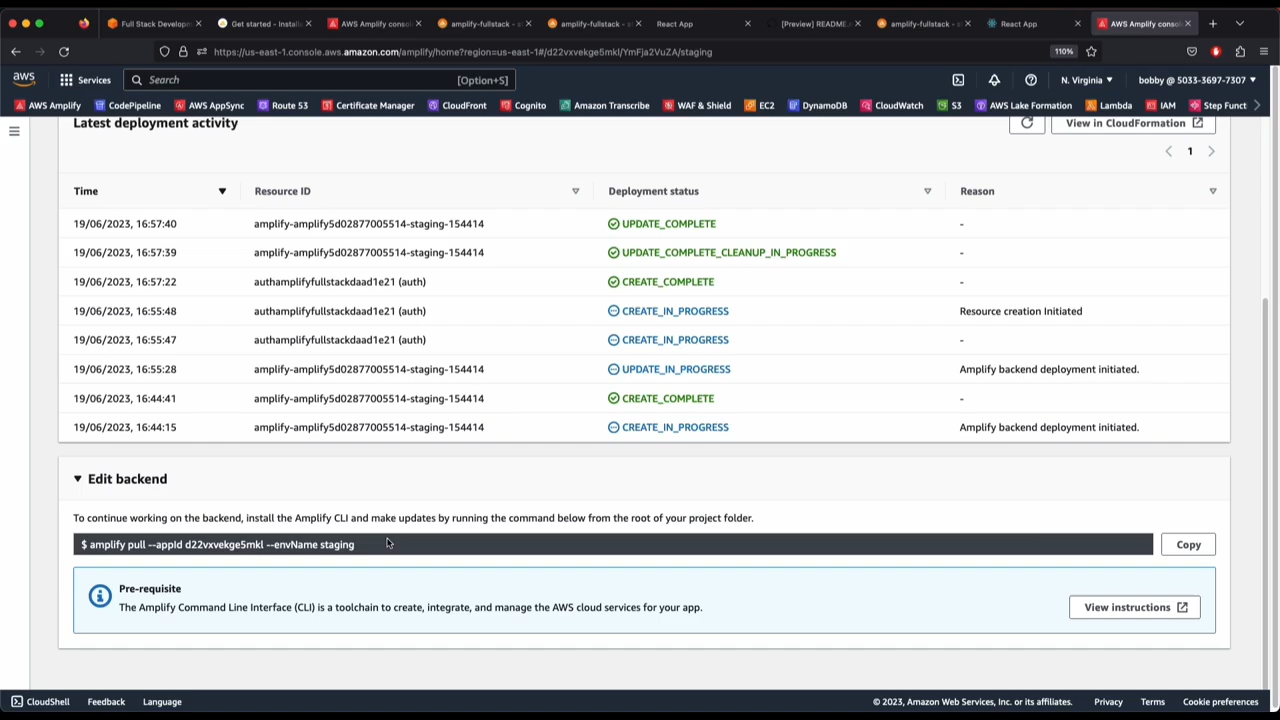 Full Stack Develop
Get started - Install
AWS Amplify conso
amplify-fullstack - s
amplify-fullstack - s
React App
[Preview] README.
amplify-fullstack - s
React App
AWS Amplify conso
https://us-east-1.console.aws.amazon.com/amplify/home?region=us-east-1#/d22vxvekge5mkl/YmFja2VuZA/staging
110%
aws
Services
Search
[Option+S]
N. Virginia
bobby @ 5033-3697-7307
AWS Amplify
CodePipeline
AWS AppSync
Route 53
Certificate Manager
CloudFront
Cognito
Amazon Transcribe
WAF & Shield
EC2
DynamoDB
CloudWatch
S3
AWS Lake Formation
Lambda
IAM
Step Funct
Latest deployment activity
View in CloudFormation
1
Time Resource ID Deployment status Reason
19/06/2023, 16:57:40 amplify-amplify5d02877005514-staging-154414 UPDATE_COMPLETE -
19/06/2023, 16:57:39 amplify-amplify5d02877005514-staging-154414 UPDATE_COMPLETE_CLEANUP_IN_PROGRESS -
19/06/2023, 16:57:22 authamplifyfullstackdaad1e21 (auth) CREATE_COMPLETE -
19/06/2023, 16:55:48 authamplifyfullstackdaad1e21 (auth) CREATE_IN_PROGRESS Resource creation Initiated
19/06/2023, 16:55:47 authamplifyfullstackdaad1e21 (auth) CREATE_IN_PROGRESS -
19/06/2023, 16:55:28 amplify-amplify5d02877005514-staging-154414 UPDATE_IN_PROGRESS Amplify backend deployment initiated.
19/06/2023, 16:44:41 amplify-amplify5d02877005514-staging-154414 CREATE_COMPLETE -
19/06/2023, 16:44:15 amplify-amplify5d02877005514-staging-154414 CREATE_IN_PROGRESS Amplify backend deployment initiated.
Edit backend
To continue working on the backend, install the Amplify CLI and make updates by running the command below from the root of your project folder.
$ amplify pull --appId d22vxvekge5mkl --envName staging
Copy
Pre-requisite
The Amplify Command Line Interface (CLI) is a toolchain to create, integrate, and manage the AWS cloud services for your app.
View instructions
CloudShell
Feedback
Language
© 2023, Amazon Web Services, Inc. or its affiliates.
Privacy
Terms
Cookie preferences